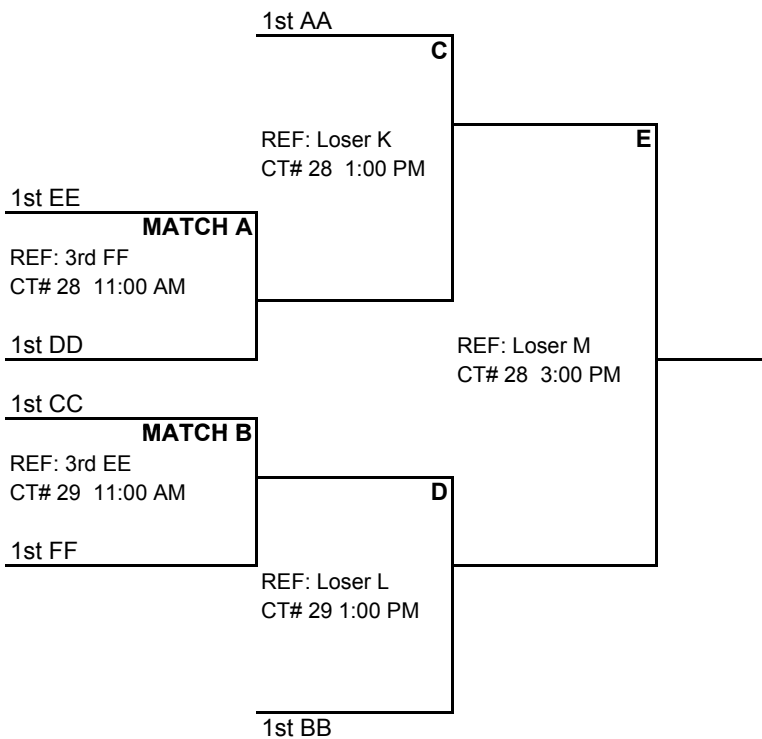 1st AA
C
REF: Loser K
CT# 28 1:00 PM
E
1st EE
MATCH A
REF: 3rd FF
CT# 28 11:00 AM
1st DD
REF: Loser M
CT# 28 3:00 PM
1st CC
MATCH B
REF: 3rd EE
CT# 29 11:00 AM
D
1st FF
REF: Loser L
CT# 29 1:00 PM
1st BB